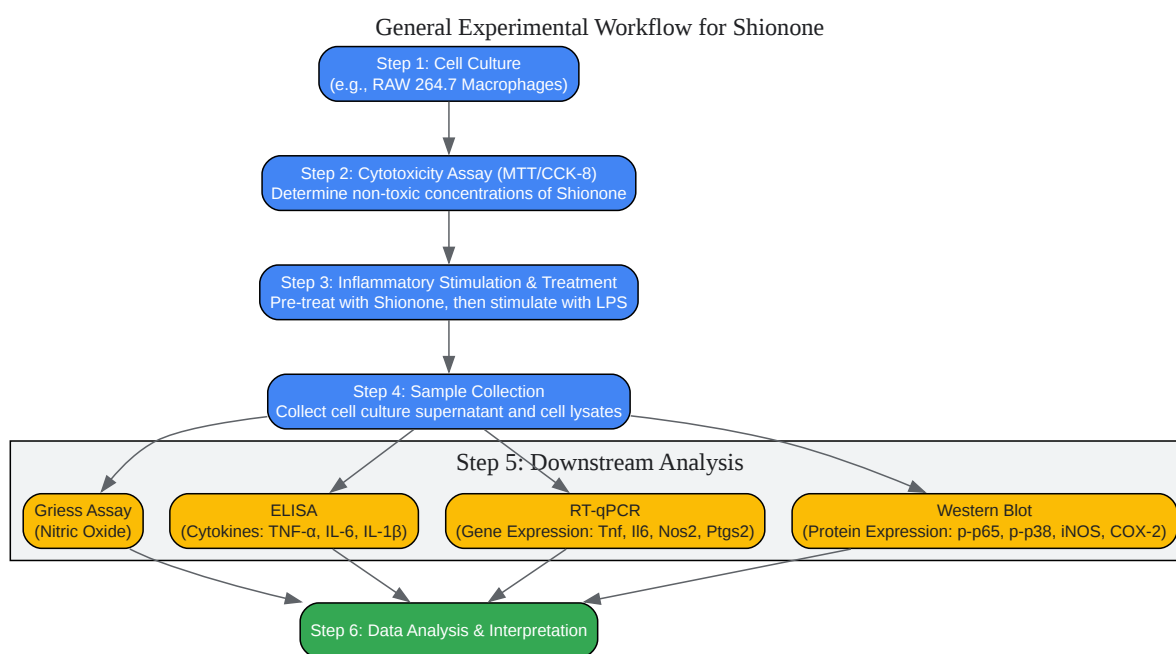 General Experimental Workflow for Shionone
Step 1: Cell Culture
(e.g., RAW 264.7 Macrophages)
Step 2: Cytotoxicity Assay (MTT/CCK-8)
Determine non-toxic concentrations of Shionone
Step 3: Inflammatory Stimulation & Treatment
Pre-treat with Shionone, then stimulate with LPS
Step 4: Sample Collection
Collect cell culture supernatant and cell lysates
Step 5: Downstream Analysis
Griess Assay
(Nitric Oxide)
ELISA
(Cytokines: TNF-α, IL-6, IL-1β)
RT-qPCR
(Gene Expression: Tnf, Il6, Nos2, Ptgs2)
Western Blot
(Protein Expression: p-p65, p-p38, iNOS, COX-2)
Step 6: Data Analysis & Interpretation